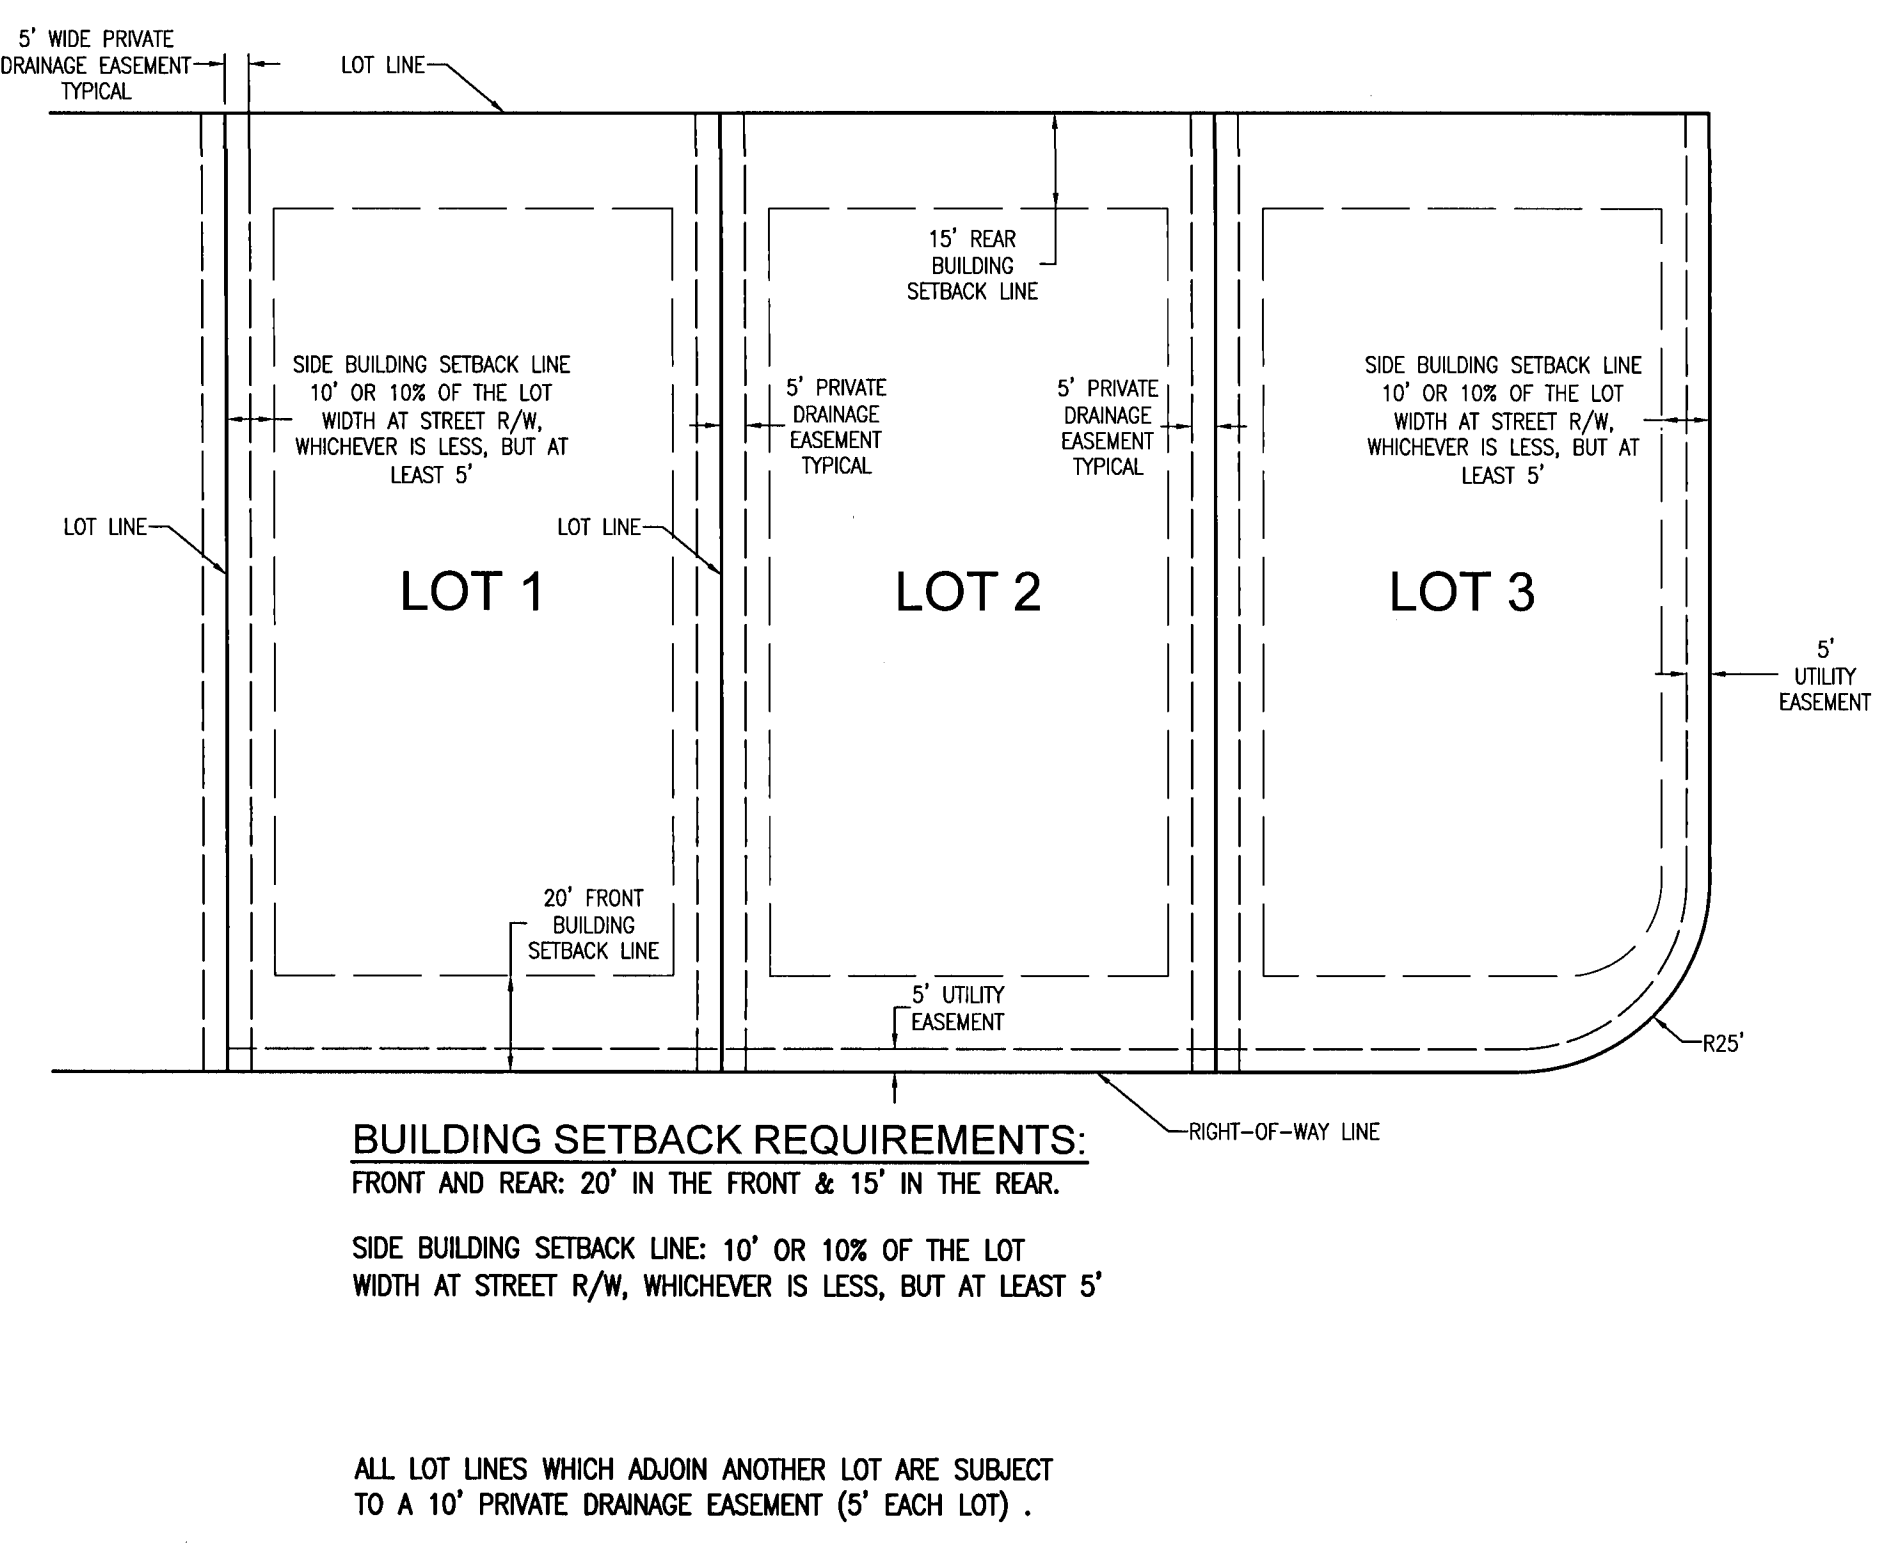 5' WIDE PRIVATE
DRAINAGE EASEMENT
TYPICAL
LOT LINE
15' REAR
BUILDING
SETBACK LINE
SIDE BUILDING SETBACK LINE
10' OR 10% OF THE LOT
WIDTH AT STREET R/W,
WHICHEVER IS LESS, BUT AT
LEAST 5'
5' PRIVATE
DRAINAGE
EASEMENT
TYPICAL
5' PRIVATE
DRAINAGE
EASEMENT
TYPICAL
SIDE BUILDING SETBACK LINE
10' OR 10% OF THE LOT
WIDTH AT STREET R/W,
WHICHEVER IS LESS, BUT AT
LEAST 5'
LOT LINE
LOT LINE
LOT 1
LOT 2
LOT 3
5'
UTILITY
EASEMENT
20' FRONT
BUILDING
SETBACK LINE
5' UTILITY
EASEMENT
R25'
RIGHT-OF-WAY LINE
BUILDING SETBACK REQUIREMENTS:
FRONT AND REAR: 20' IN THE FRONT & 15' IN THE REAR.
SIDE BUILDING SETBACK LINE: 10' OR 10% OF THE LOT
WIDTH AT STREET R/W, WHICHEVER IS LESS, BUT AT LEAST 5'
ALL LOT LINES WHICH ADJOIN ANOTHER LOT ARE SUBJECT
TO A 10' PRIVATE DRAINAGE EASEMENT (5' EACH LOT) .